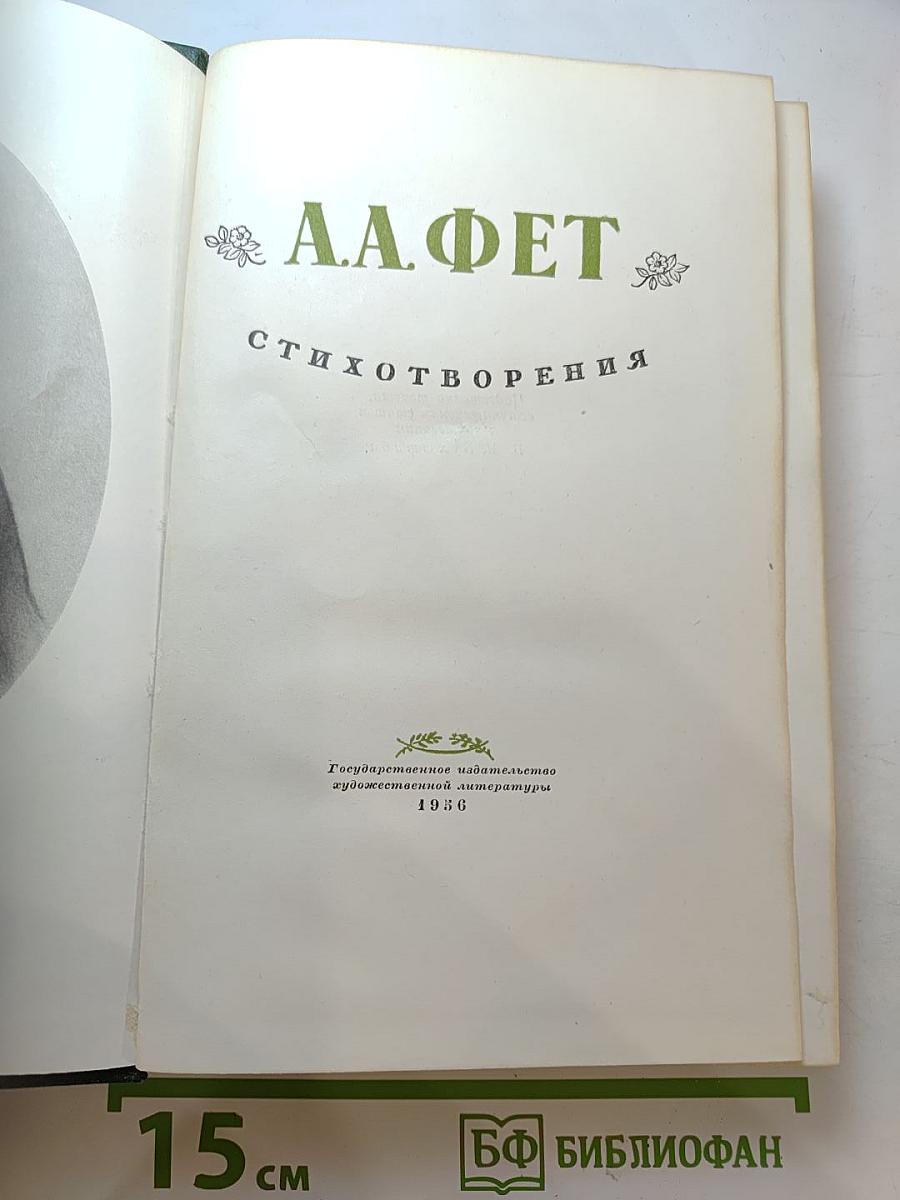 А.А. ФЕТ
СТИХОТВОРЕНИЯ
Государственное издательство
художественной литературы
1956
15 см
БФ БИБЛИОФАН